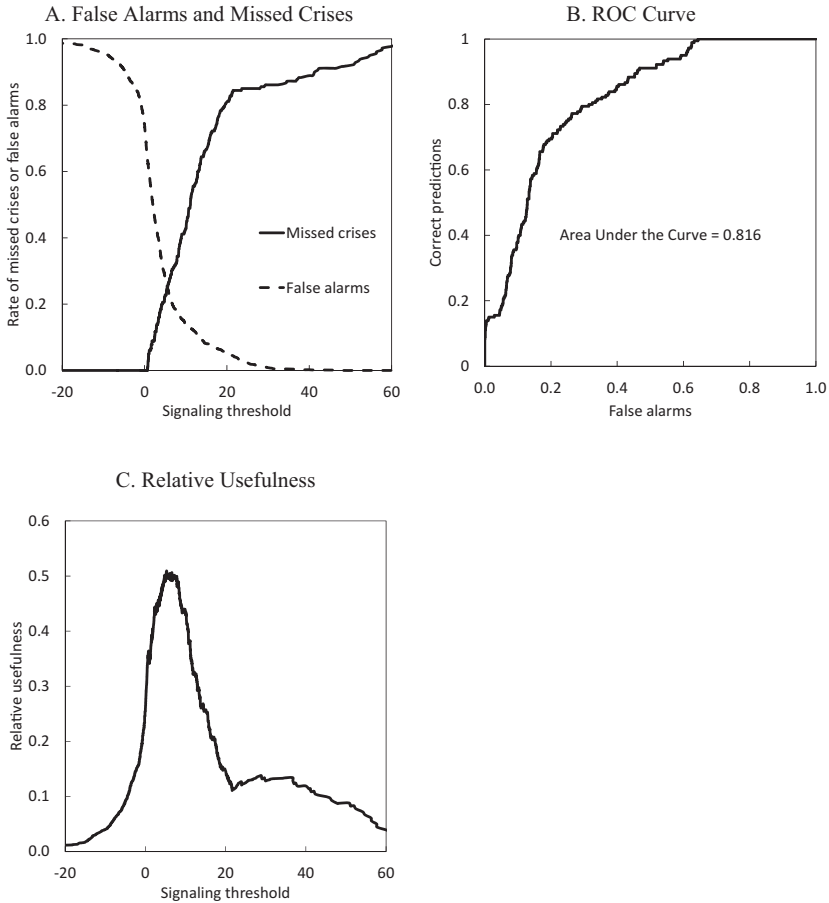 A. False Alarms and Missed Crises
1.0
0.8
0.6
0.4
0.2
0.0
-20
0
20
40
60
Rate of missed crises or false alarms
Signaling threshold
Missed crises
False alarms
B. ROC Curve
1
0.8
0.6
0.4
0.2
0
0.0
0.2
0.4
0.6
0.8
1.0
Correct predictions
False alarms
Area Under the Curve = 0.816
C. Relative Usefulness
0.6
0.5
0.4
0.3
0.2
0.1
0.0
-20
0
20
40
60
Relative usefulness
Signaling threshold